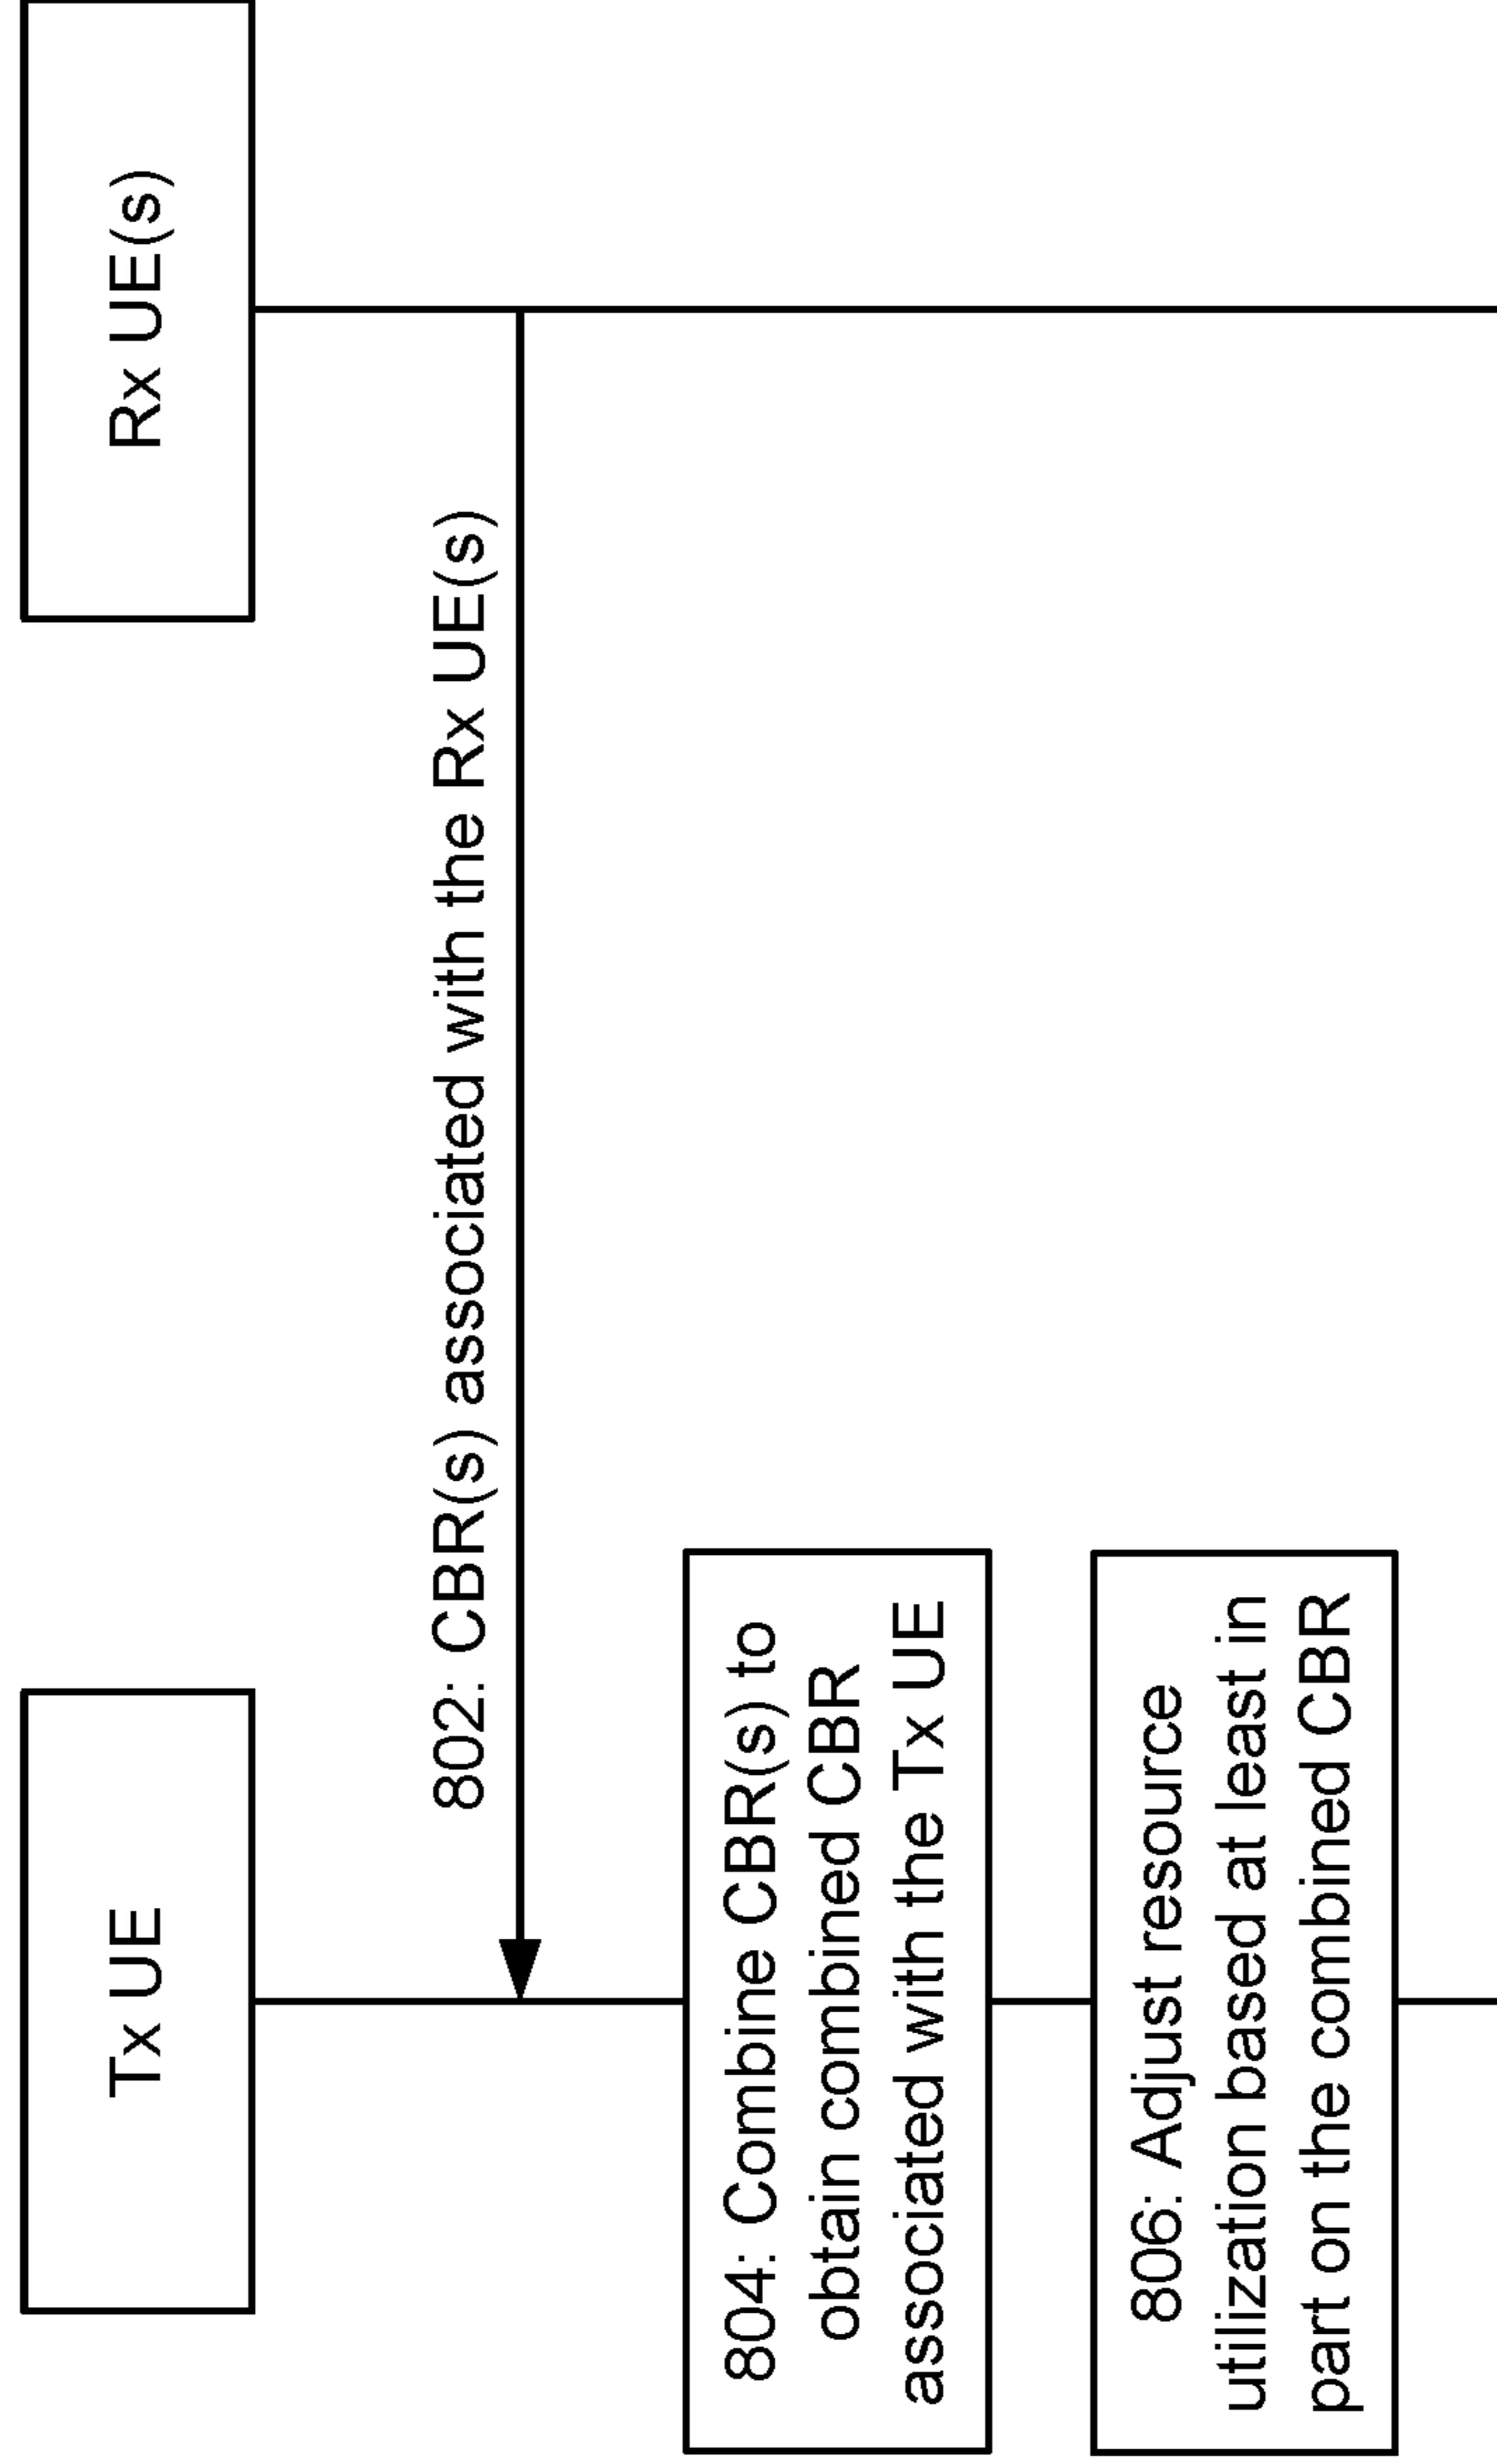 Tx UE
Rx UE(s)
802: CBR(s) associated with the Rx UE(s)
804: Combine CBR(s) to
obtain combined CBR
associated with the Tx UE
806: Adjust resource
utilization based at least in
part on the combined CBR